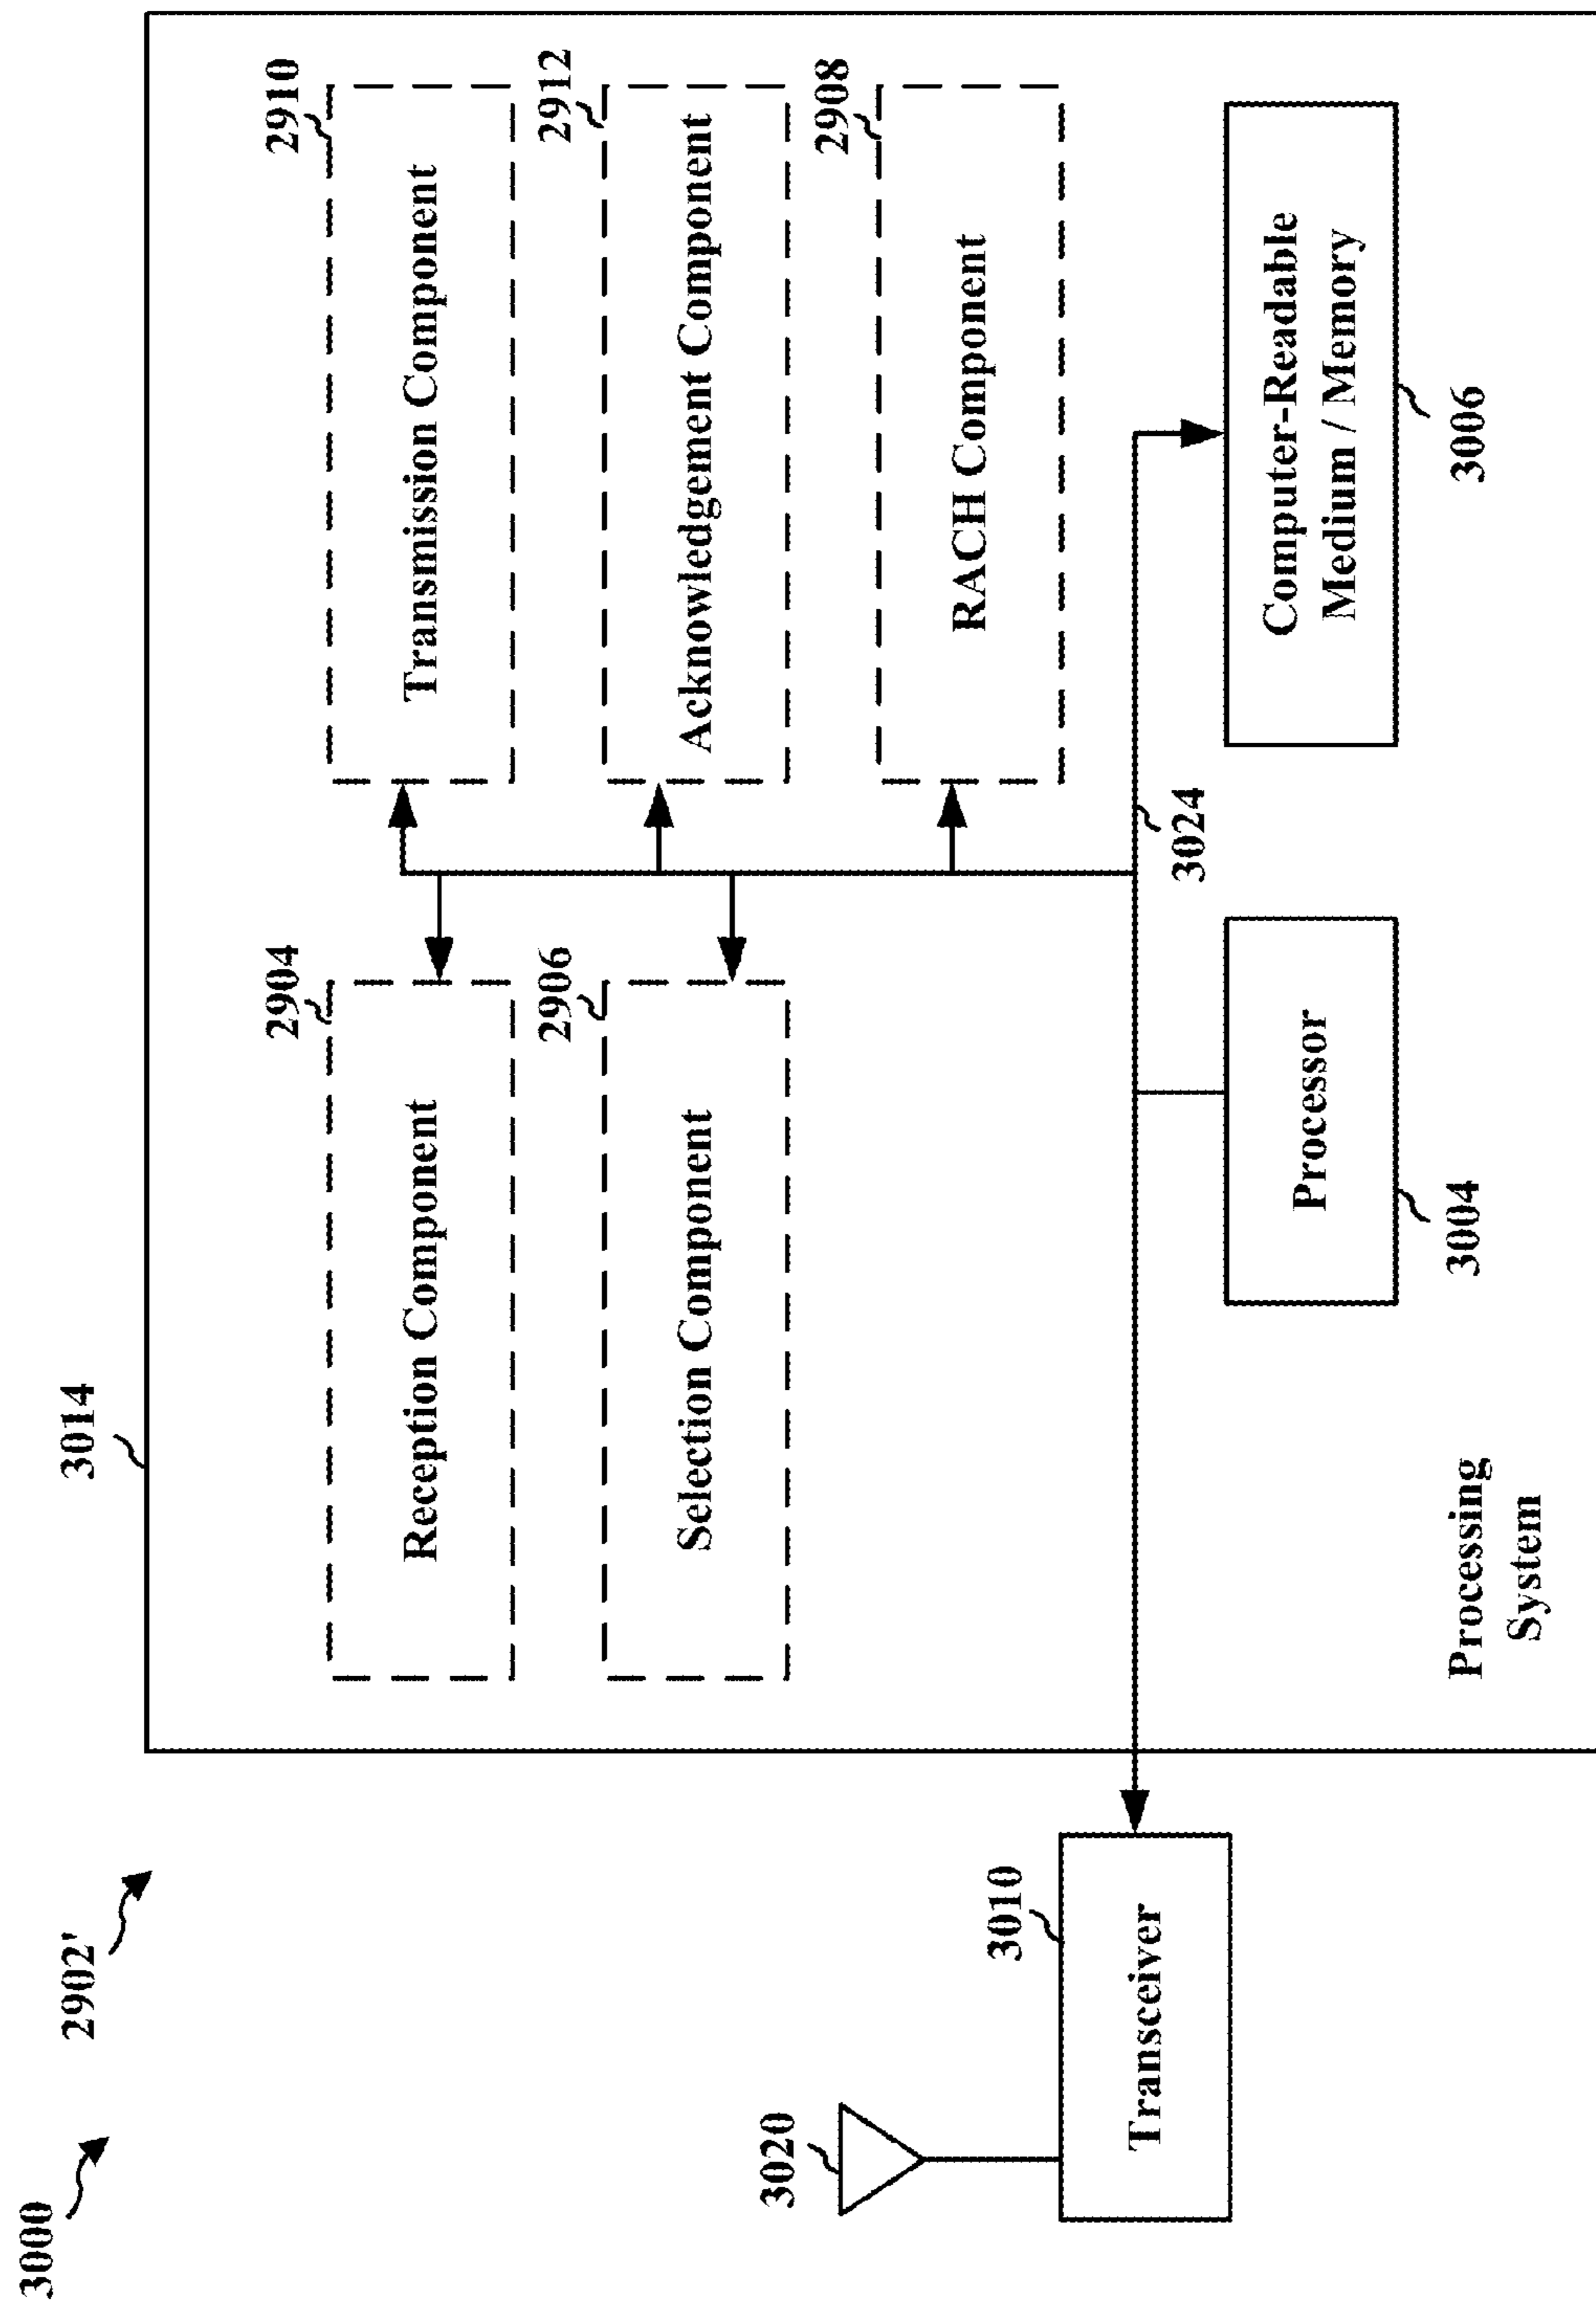 3000
2902'
3014
2904
Reception Component
2910
Transmission Component
2906
Selection Component
2912
Acknowledgement Component
2908
RACH Component
3020
3010
Transceiver
3024
Processor
3004
Computer-Readable
Medium / Memory
3006
Processing
System